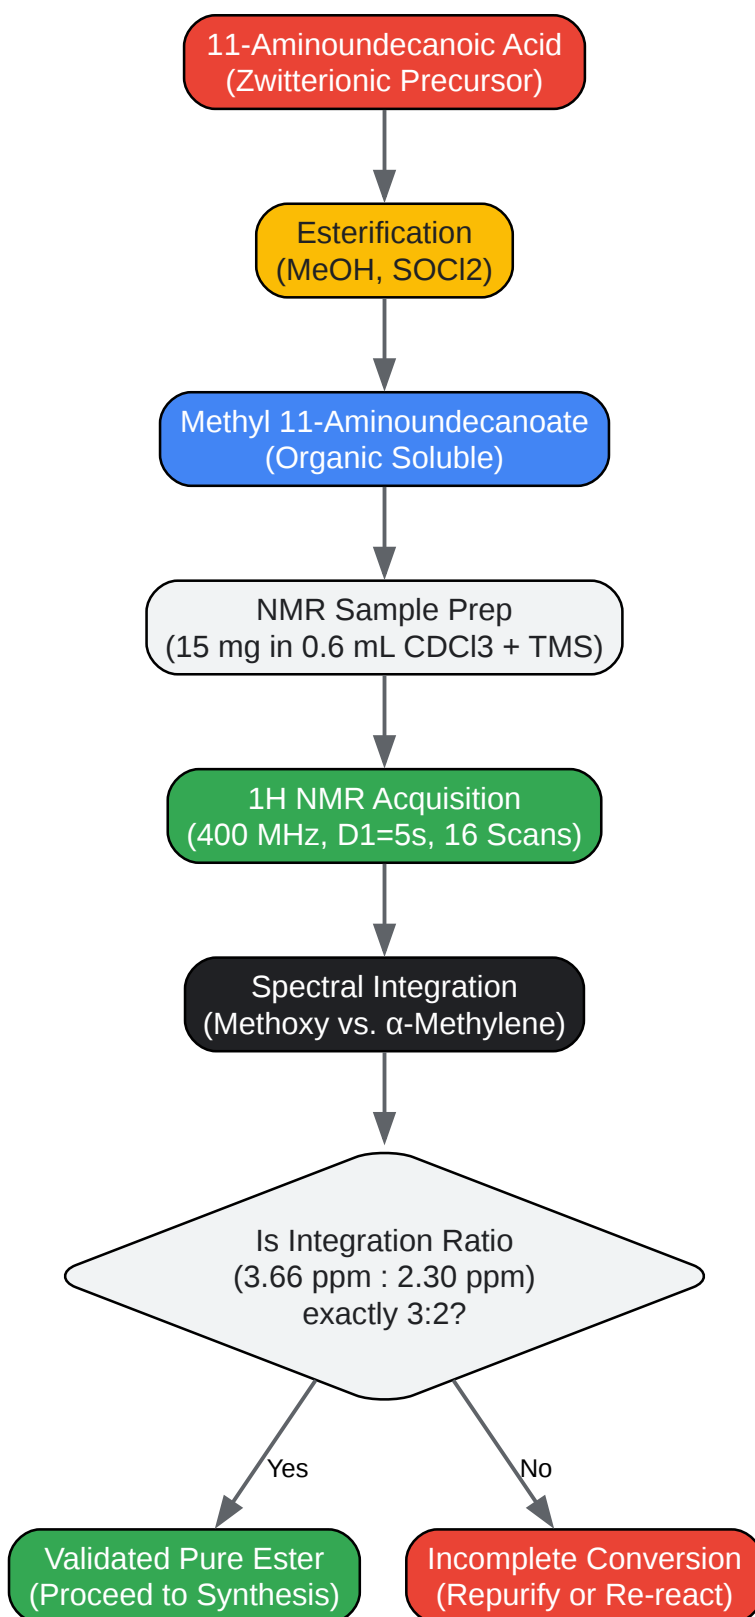 11-Aminoundecanoic Acid
(Zwitterionic Precursor)
Esterification
(MeOH, SOCl2)
Methyl 11-Aminoundecanoate
(Organic Soluble)
NMR Sample Prep
(15 mg in 0.6 mL CDCl3 + TMS)
1H NMR Acquisition
(400 MHz, D1=5s, 16 Scans)
Spectral Integration
(Methoxy vs. α-Methylene)
Is Integration Ratio
(3.66 ppm : 2.30 ppm)
exactly 3:2?
Yes
No
Validated Pure Ester
(Proceed to Synthesis)
Incomplete Conversion
(Repurify or Re-react)